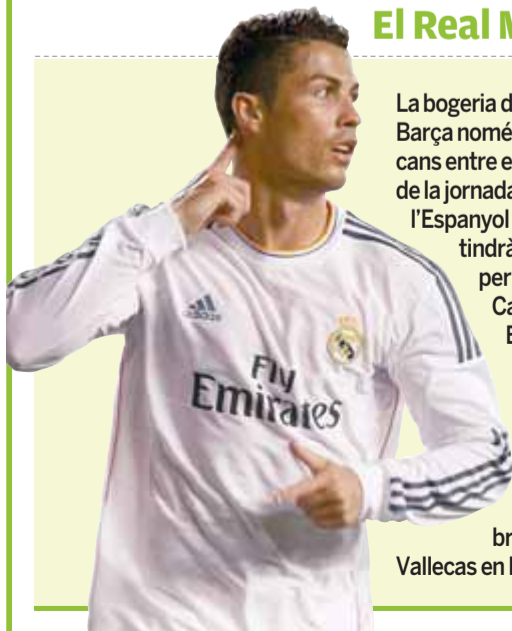 El Real M
La bogeria d
Barça nomé
cans entre e
de la jornada
l'Espanyol
tindrà
per
Ca
E
adidas
Fly
Emirates
br
Vallecas en l